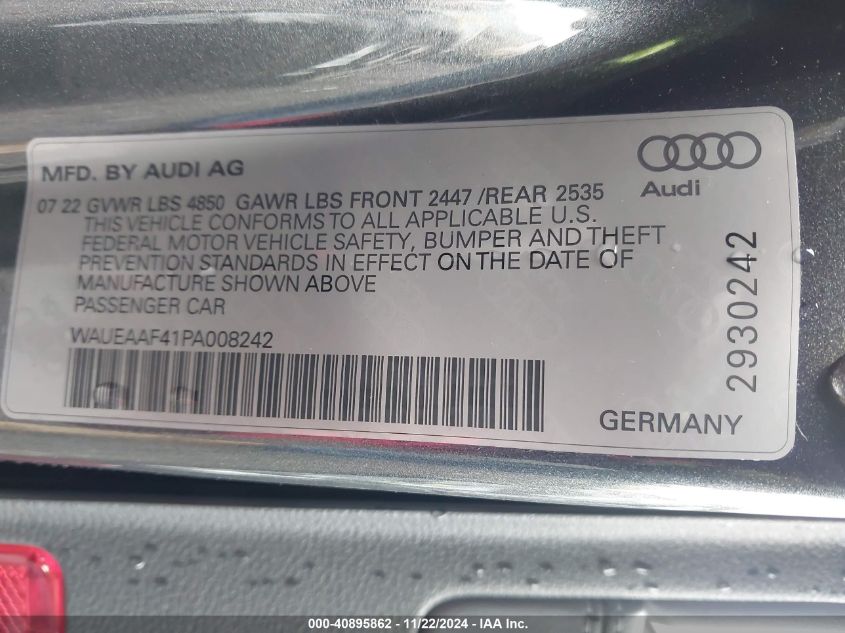 MFD. BY AUDI AG
Audi
07 22 GVWR LBS 4850 GAWR LBS FRONT 2447 /REAR 2535
THIS VEHICLE CONFORMS TO ALL APPLICABLE U.S.
FEDERAL MOTOR VEHICLE SAFETY, BUMPER AND THEFT
PREVENTION STANDARDS IN EFFECT ON THE DATE OF
MANUFACTURE SHOWN ABOVE
PASSENGER CAR
WAUEAAF41PA008242
2930242
GERMANY
000-40895862 - 11/22/2024 - IAA Inc.